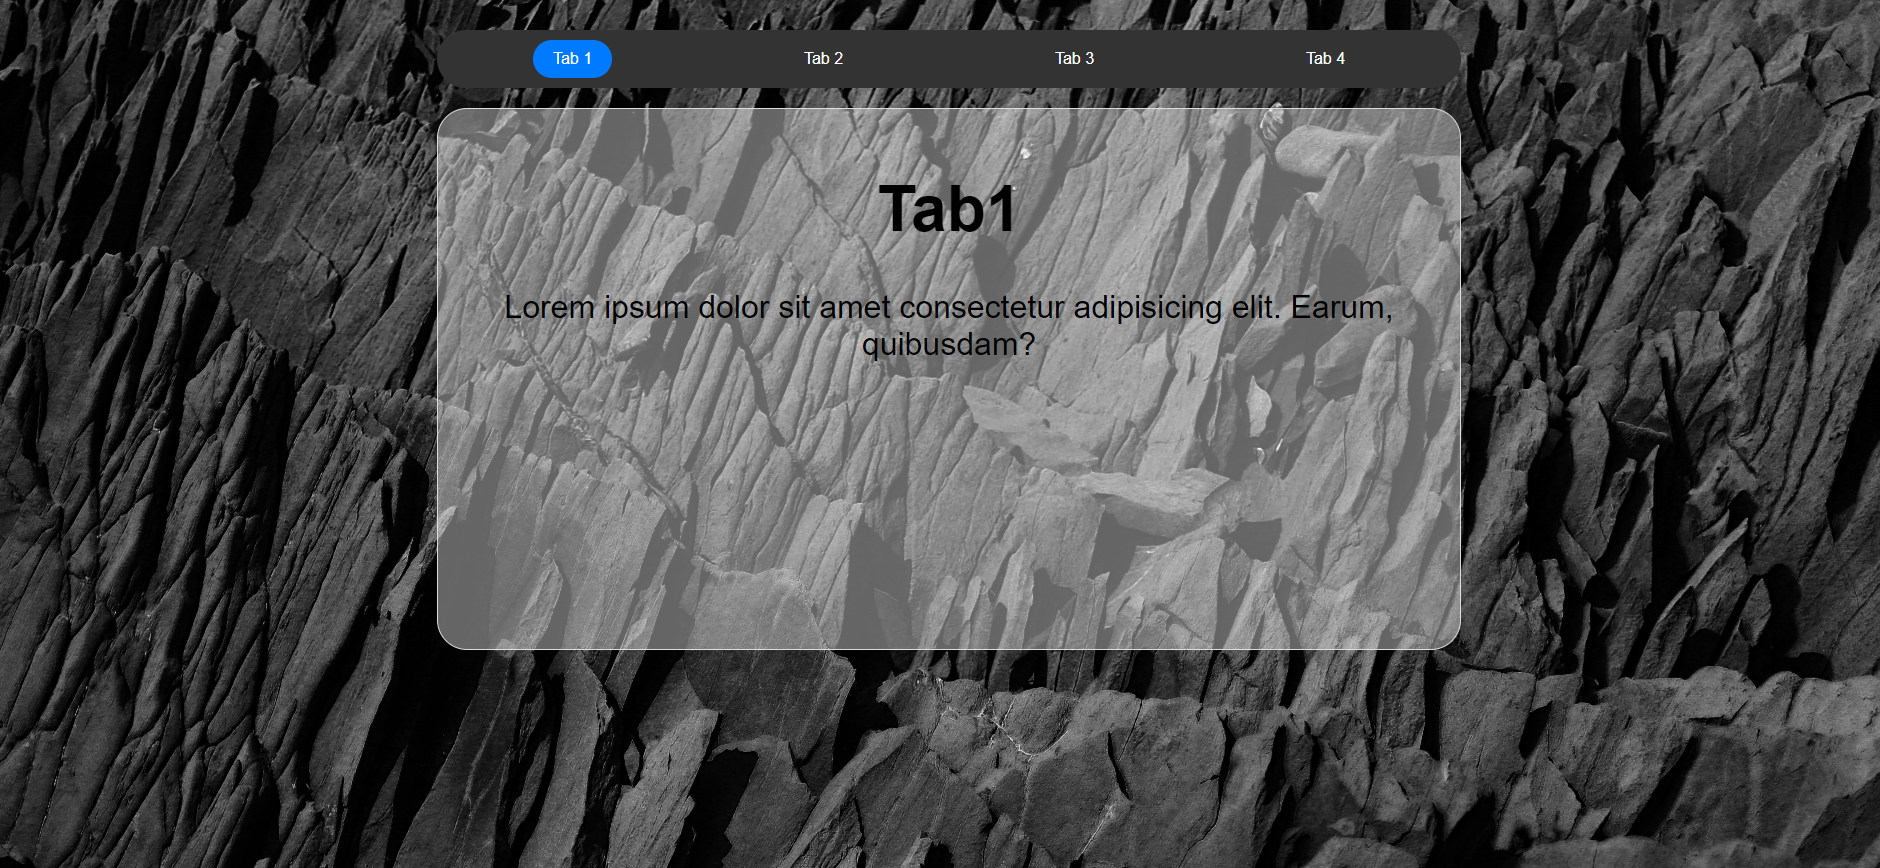 Tab 1
Tab 2
Tab 3
Tab 4
Tab1
Lorem ipsum dolor sit amet consectetur adipisicing elit. Earum,
quibusdam?